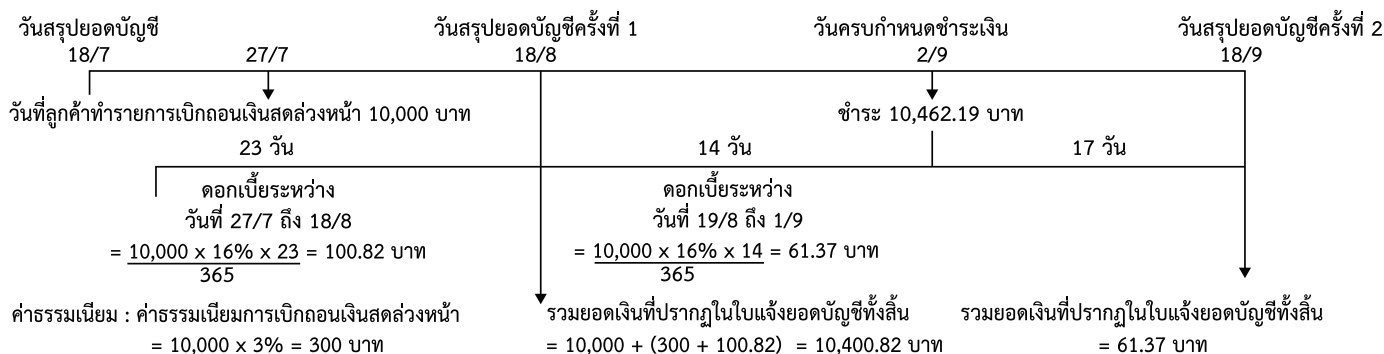 วันสรุปยอดบัญชี วันสรุปยอดบัญชีครั้งที่ 1 วันครบกำหนดชำระเงิน วันสรุปยอดบัญชีครั้งที่ 2
18/7 27/7 18/8 2/9 18/9
วันที่ลูกค้าทำรายการเบิกถอนเงินสดล่วงหน้า 10,000 บาท ชำระ 10,462.19 บาท
23 วัน 14 วัน 17 วัน
ดอกเบี้ยระหว่าง ดอกเบี้ยระหว่าง
วันที่ 27/7 ถึง 18/8 วันที่ 19/8 ถึง 1/9
= 10,000 x 16% x 23 = 100.82 บาท = 10,000 x 16% x 14 = 61.37 บาท
365 365
ค่าธรรมเนียม : ค่าธรรมเนียมการเบิกถอนเงินสดล่วงหน้า รวมยอดเงินที่ปรากฏในใบแจ้งยอดบัญชีทั้งสิ้น รวมยอดเงินที่ปรากฏในใบแจ้งยอดบัญชีทั้งสิ้น
= 10,000 x 3% = 300 บาท = 10,000 + (300 + 100.82) = 10,400.82 บาท = 61.37 บาท